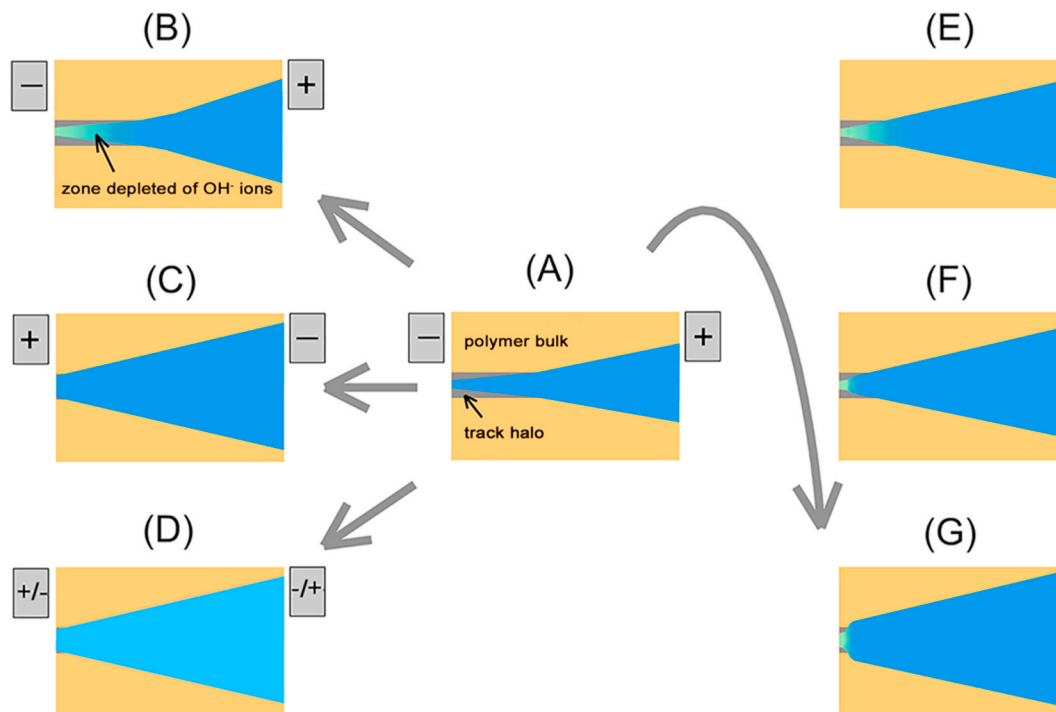 (B)
(E)
−
+
zone depleted of OH- ions
(C)
(A)
(F)
+
−
−
+
polymer bulk
track halo
(D)
(G)
+/-
-/+